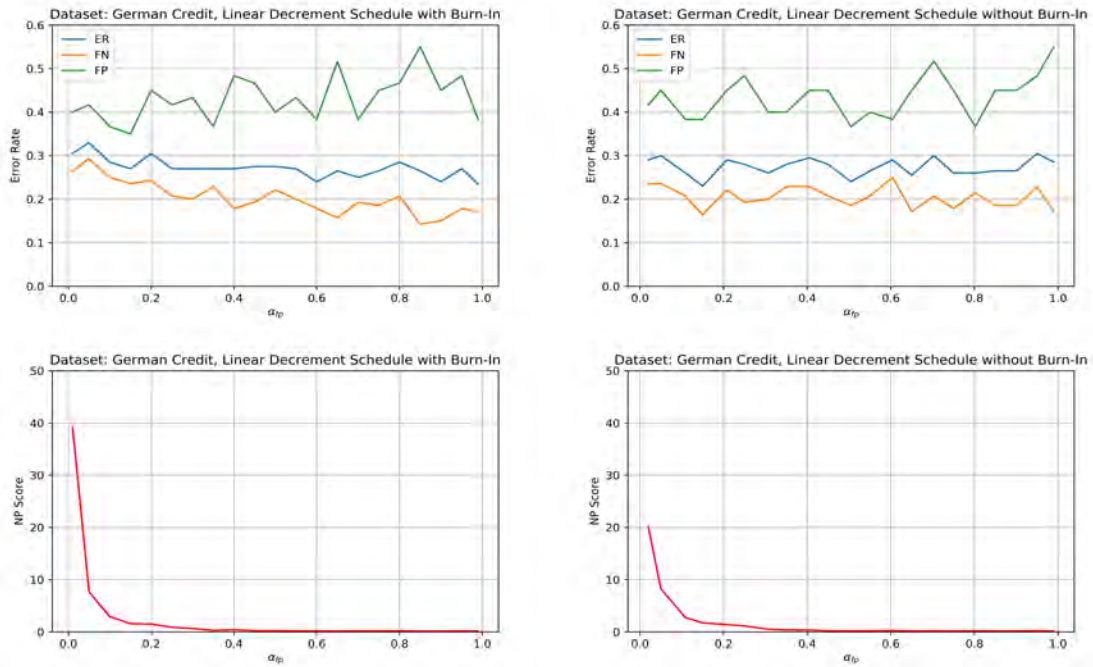 Dataset: German Credit, Linear Decrement Schedule with Burn-In
0.6
0.5
0.4
0.3
0.2
0.1
0.0
Error Rate
ER
FN
FP
0.0 0.2 0.4 0.6 0.8 1.0
α_fp
Dataset: German Credit, Linear Decrement Schedule without Burn-In
0.6
0.5
0.4
0.3
0.2
0.1
0.0
Error Rate
ER
FN
FP
0.0 0.2 0.4 0.6 0.8 1.0
α_fp
Dataset: German Credit, Linear Decrement Schedule with Burn-In
50
40
30
20
10
0
NP Score
0.0 0.2 0.4 0.6 0.8 1.0
α_fp
Dataset: German Credit, Linear Decrement Schedule without Burn-In
50
40
30
20
10
0
NP Score
0.0 0.2 0.4 0.6 0.8 1.0
α_fp